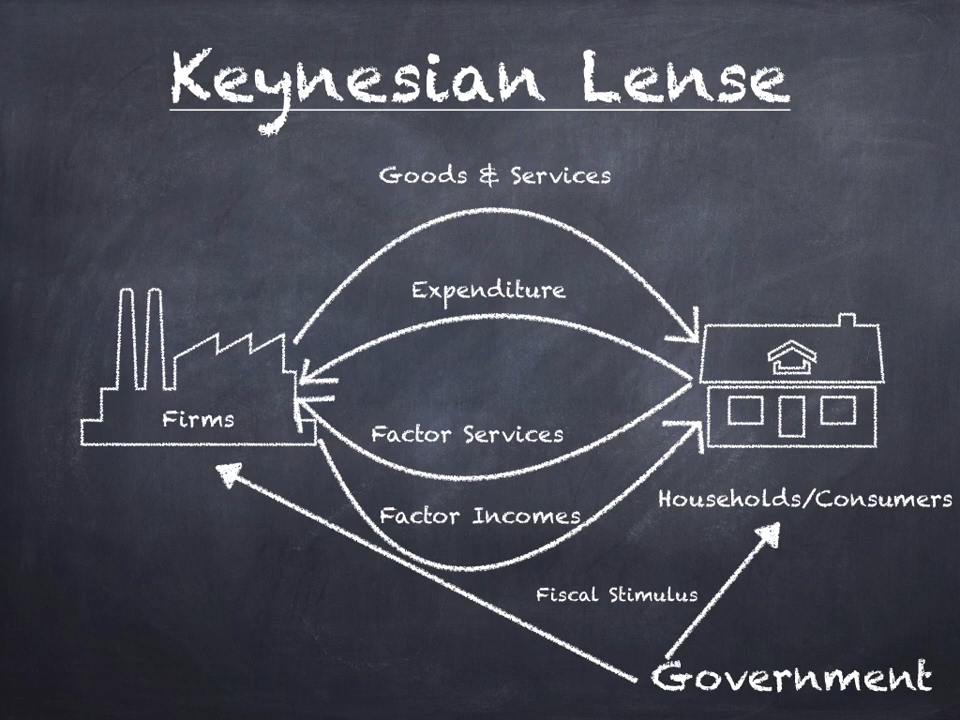 Keynesian Lense
Goods & Services
Expenditure
Firms
Factor Services
Factor Incomes
Households/Consumers
Fiscal Stimulus
Government